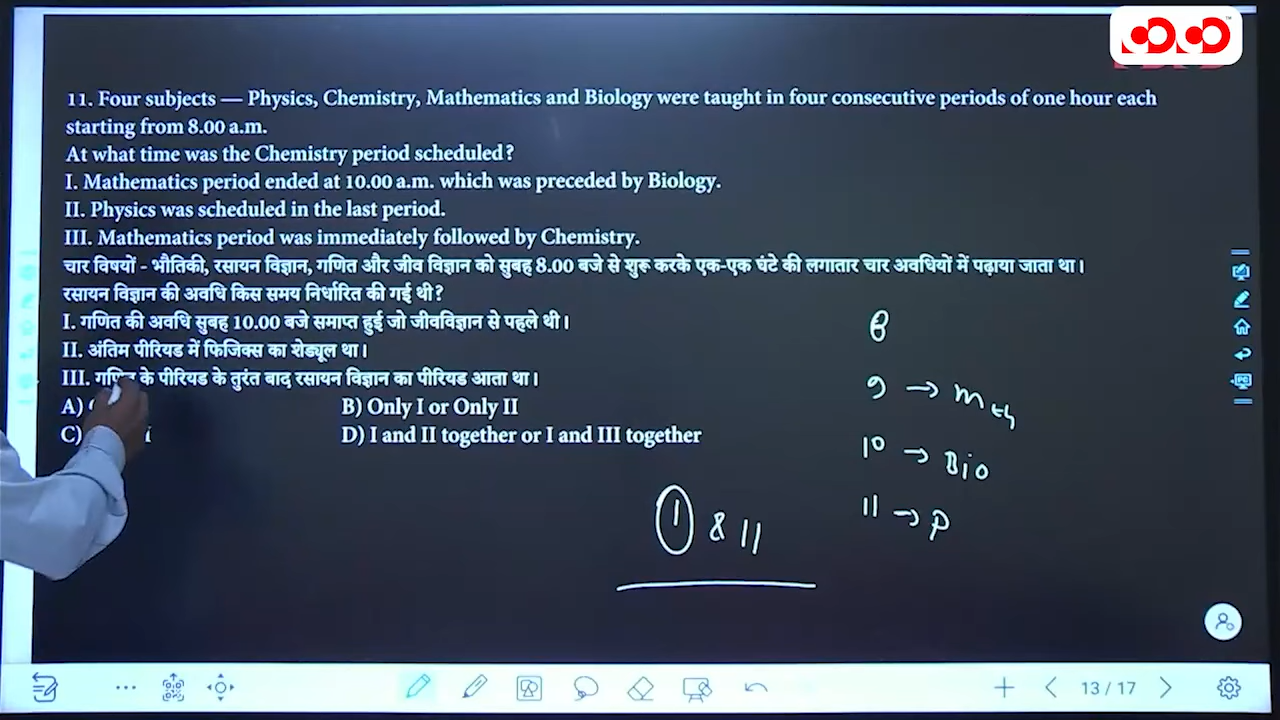 11. Four subjects — Physics, Chemistry, Mathematics and Biology were taught in four consecutive periods of one hour each
starting from 8.00 a.m.
At what time was the Chemistry period scheduled?
I. Mathematics period ended at 10.00 a.m. which was preceded by Biology.
II. Physics was scheduled in the last period.
III. Mathematics period was immediately followed by Chemistry.
चार विषयों - भौतिकी, रसायन विज्ञान, गणित और जीव विज्ञान को सुबह 8.00 बजे से शुरू करके एक-एक घंटे की लगातार चार अवधियों में पढ़ाया जाता था।
रसायन विज्ञान की अवधि किस समय निर्धारित की गई थी?
I. गणित की अवधि सुबह 10.00 बजे समाप्त हुई जो जीवविज्ञान से पहले थी।
II. अंतिम पीरियड में फिजिक्स का शेड्यूल था।
III. गणित के पीरियड के तुरंत बाद रसायन विज्ञान का पीरियड आता था।
A)
B) Only I or Only II
C)
D) I and II together or I and III together
8
9 → Mth
10 → Bio
11 → P
1 & 11
13 / 17